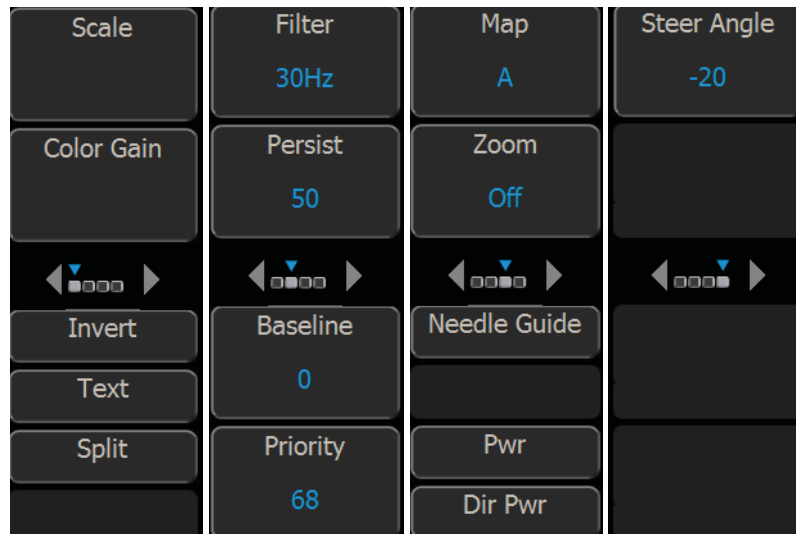 Scale
Color Gain
Invert
Text
Split
Filter
30Hz
Persist
50
Baseline
0
Priority
68
Map
A
Zoom
Off
Needle Guide
Pwr
Dir Pwr
Steer Angle
-20